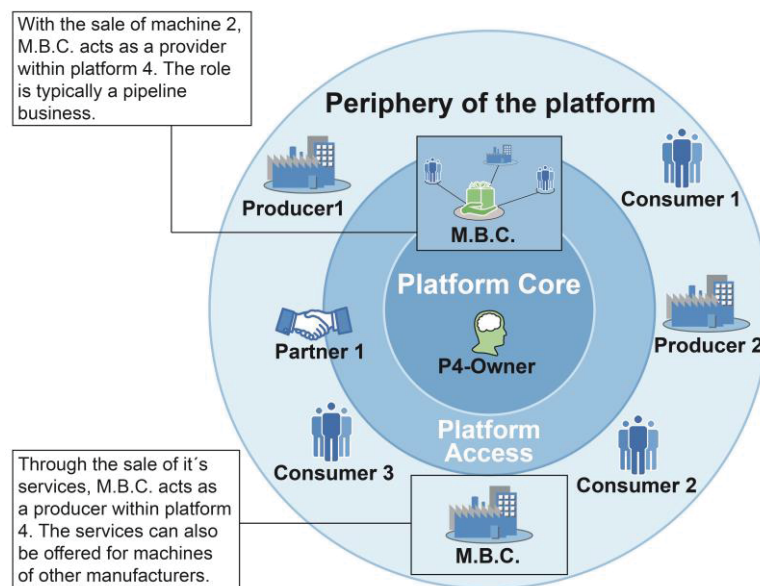 With the sale of machine 2,
M.B.C. acts as a provider
within platform 4. The role
is typically a pipeline
business.
Periphery of the platform
Producer1
Consumer 1
M.B.C.
Platform Core
P4-Owner
Partner 1
Producer 2
Platform
Access
Consumer 3
Consumer 2
Through the sale of it´s
services, M.B.C. acts as
a producer within platform
4. The services can also
be offered for machines
of other manufacturers.
M.B.C.